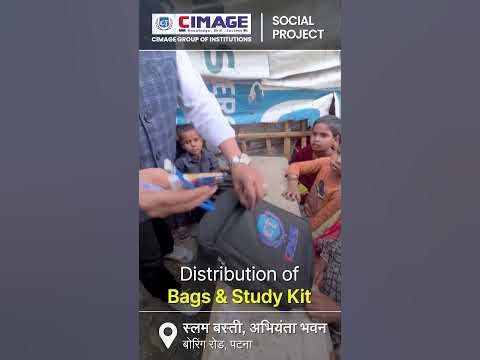 CIMAGE
Knowledge, Skill, Success
CIMAGE GROUP OF INSTITUTIONS
SOCIAL
PROJECT
CIMAGE
Distribution of
Bags & Study Kit
स्लम बस्ती, अभियंता भवन
बोरिंग रोड, पटना